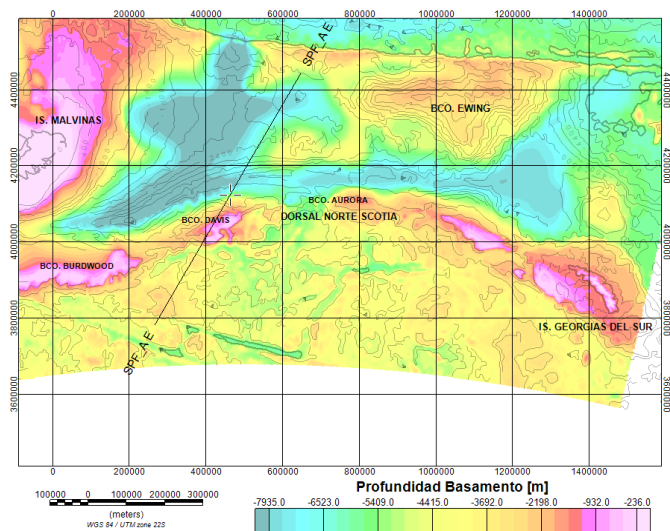 0 200000 400000 600000 800000 1000000 1200000 1400000
SPF_A_E
4400000 4400000
BCO. EWING
IS. MALVINAS
4200000 4200000
BCO. AURORA
BCO. DAVIS
DORSAL NORTE SCOTIA
4000000 4000000
BCO. BURDWOOD
3800000 3800000
IS. GEORGIAS DEL SUR
SPF_A_E
3600000 3600000
0 200000 400000 600000 800000 1000000 1200000 1400000
Profundidad Basamento [m]
100000 0 100000 200000 300000
(meters)
WGS 84 / UTM zone 22S
-7935.0 -6523.0 -5409.0 -4415.0 -3692.0 -2198.0 -932.0 -236.0